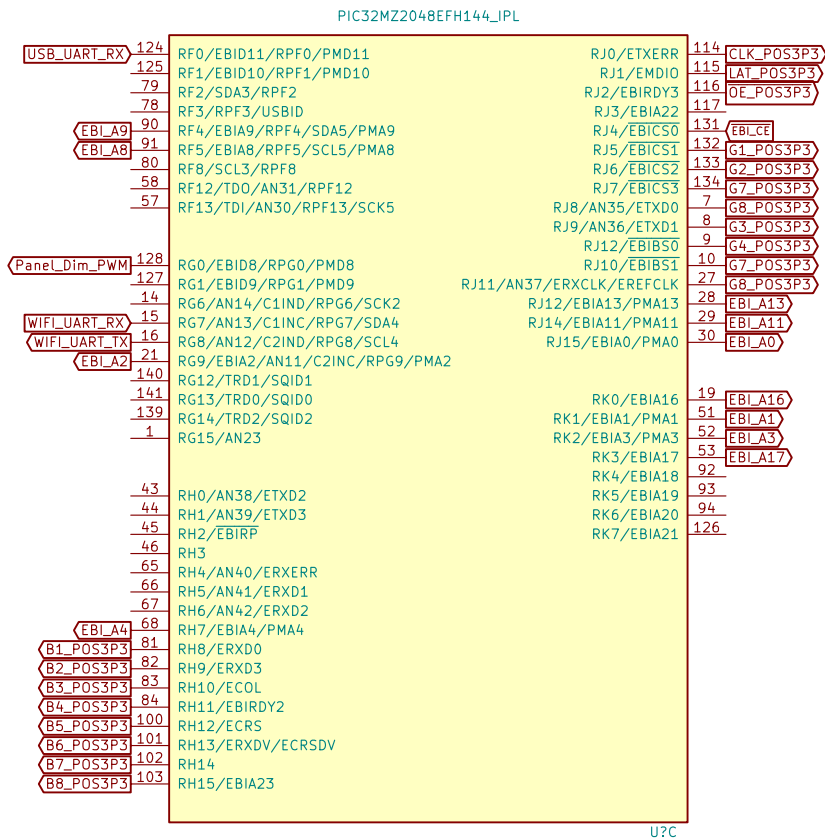 PIC32MZ2048EFH144_IPL
USB_UART_RX 124 RF0/EBID11/RPF0/PMD11
125 RF1/EBID10/RPF1/PMD10
79 RF2/SDA3/RPF2
78 RF3/RPF3/USBID
EBI_A9 90 RF4/EBIA9/RPF4/SDA5/PMA9
EBI_A8 91 RF5/EBIA8/RPF5/SCL5/PMA8
80 RF8/SCL3/RPF8
58 RF12/TDO/AN31/RPF12
57 RF13/TDI/AN30/RPF13/SCK5
Panel_Dim_PWM 128 RG0/EBID8/RPG0/PMD8
127 RG1/EBID9/RPG1/PMD9
14 RG6/AN14/C1IND/RPG6/SCK2
WIFI_UART_RX 15 RG7/AN13/C1INC/RPG7/SDA4
WIFI_UART_TX 16 RG8/AN12/C2IND/RPG8/SCL4
EBI_A2 21 RG9/EBIA2/AN11/C2INC/RPG9/PMA2
140 RG12/TRD1/SQID1
141 RG13/TRD0/SQID0
139 RG14/TRD2/SQID2
1 RG15/AN23
43 RH0/AN38/ETXD2
44 RH1/AN39/ETXD3
45 RH2/EBIRP
46 RH3
65 RH4/AN40/ERXERR
66 RH5/AN41/ERXD1
67 RH6/AN42/ERXD2
EBI_A4 68 RH7/EBIA4/PMA4
B1_POS3P3 81 RH8/ERXD0
B2_POS3P3 82 RH9/ERXD3
B3_POS3P3 83 RH10/ECOL
B4_POS3P3 84 RH11/EBIRDY2
B5_POS3P3 100 RH12/ECRS
B6_POS3P3 101 RH13/ERXDV/ECRSDV
B7_POS3P3 102 RH14
B8_POS3P3 103 RH15/EBIA23
RJ0/ETXERR 114 CLK_POS3P3
RJ1/EMDIO 115 LAT_POS3P3
RJ2/EBIRDY3 116 OE_POS3P3
RJ3/EBIA22 117
RJ4/EBICS0 131 EBI_CE
RJ5/EBICS1 132 G1_POS3P3
RJ6/EBICS2 133 G2_POS3P3
RJ7/EBICS3 134 G7_POS3P3
RJ8/AN35/ETXD0 7 G8_POS3P3
RJ9/AN36/ETXD1 8 G3_POS3P3
RJ12/EBIBS0 9 G4_POS3P3
RJ10/EBIBS1 10 G7_POS3P3
RJ11/AN37/ERXCLK/EREFCLK 27 G8_POS3P3
RJ12/EBIA13/PMA13 28 EBI_A13
RJ14/EBIA11/PMA11 29 EBI_A11
RJ15/EBIA0/PMA0 30 EBI_A0
RK0/EBIA16 19 EBI_A16
RK1/EBIA1/PMA1 51 EBI_A1
RK2/EBIA3/PMA3 52 EBI_A3
RK3/EBIA17 53 EBI_A17
RK4/EBIA18 92
RK5/EBIA19 93
RK6/EBIA20 94
RK7/EBIA21 126
U?C